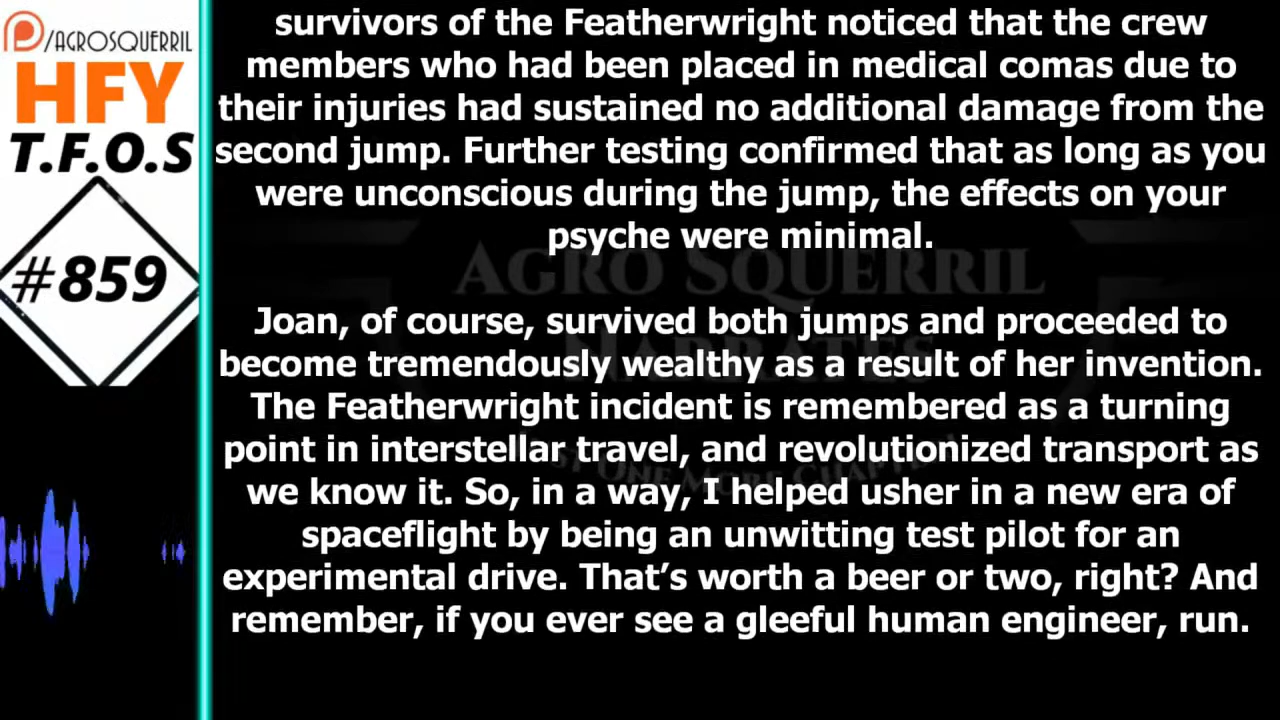 /AGROSQUERRIL
HFY
T.F.O.S
#859
survivors of the Featherwright noticed that the crew
members who had been placed in medical comas due to
their injuries had sustained no additional damage from the
second jump. Further testing confirmed that as long as you
were unconscious during the jump, the effects on your
psyche were minimal.
Joan, of course, survived both jumps and proceeded to
become tremendously wealthy as a result of her invention.
The Featherwright incident is remembered as a turning
point in interstellar travel, and revolutionized transport as
we know it. So, in a way, I helped usher in a new era of
spaceflight by being an unwitting test pilot for an
experimental drive. That’s worth a beer or two, right? And
remember, if you ever see a gleeful human engineer, run.
AGRO SQUERRIL
NARRATES
ONE MORE CHAPTER